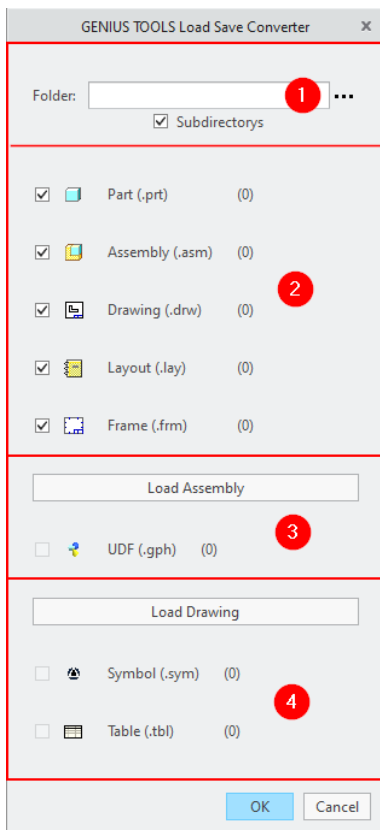 GENIUS TOOLS Load Save Converter x
Folder: 1 ...
Subdirectorys
Part (.prt) (0)
Assembly (.asm) (0)
2
Drawing (.drw) (0)
Layout (.lay) (0)
Frame (.frm) (0)
Load Assembly
3
UDF (.gph) (0)
Load Drawing
Symbol (.sym) (0)
4
Table (.tbl) (0)
OK Cancel